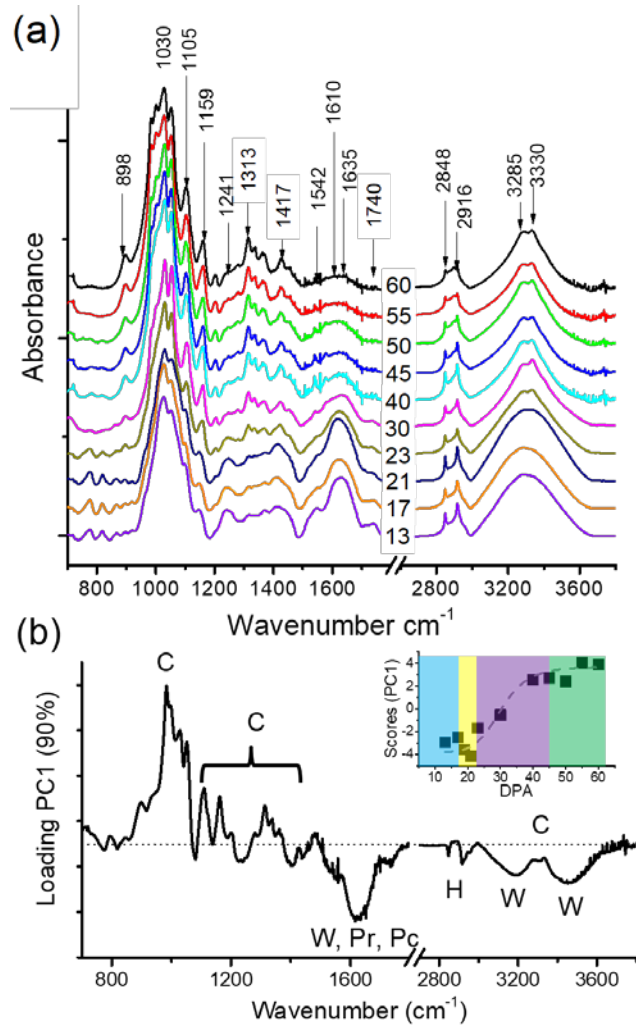 (a)
1030
1105
1159
898
1241
1313
1417
1542
1610
1635
1740
2848
2916
3285
3330
Absorbance
60
55
50
45
40
30
23
21
17
13
800 1000 1200 1400 1600 2800 3200 3600
Wavenumber cm-1
(b)
C
C
Scores (PC1)
4
2
0
-2
-4
10 20 30 40 50 60
DPA
C
Loading PC1 (90%)
H W W
W, Pr, Pc
800 1200 1600 2800 3200 3600
Wavenumber (cm-1)